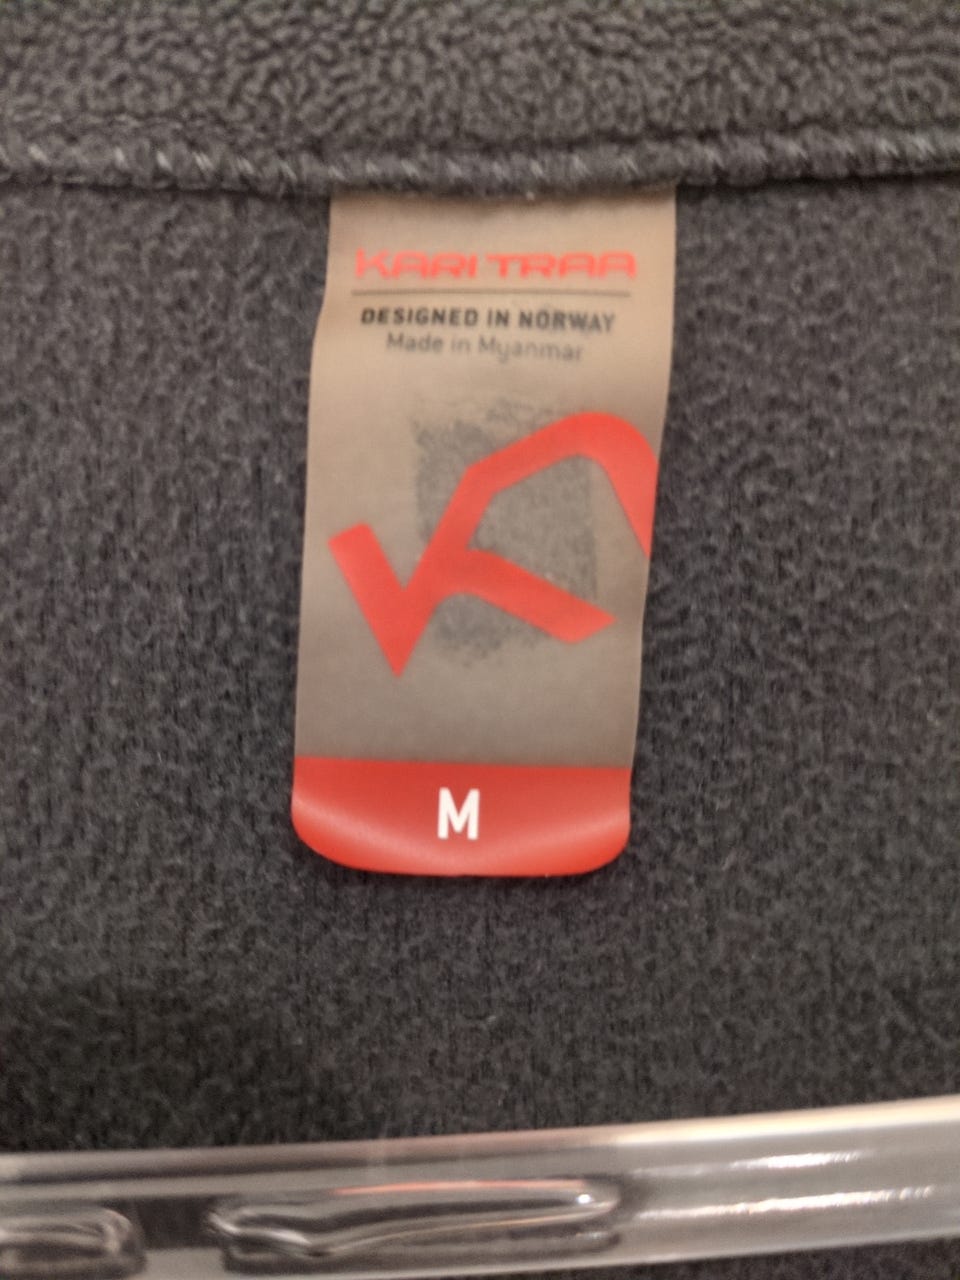 KARI TRAA
DESIGNED IN NORWAY
Made in Myanmar
M